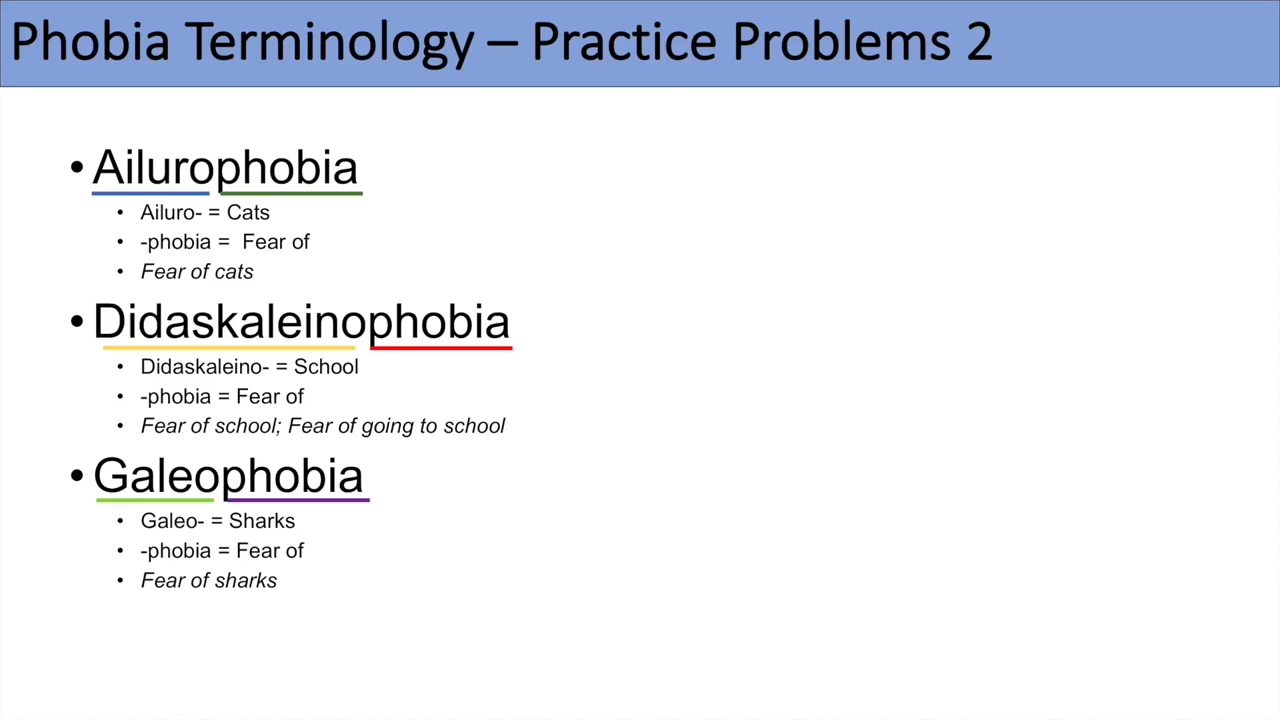 Phobia Terminology – Practice Problems 2
• Ailurophobia
• Ailuro- = Cats
• -phobia = Fear of
• Fear of cats
• Didaskaleinophobia
• Didaskaleino- = School
• -phobia = Fear of
• Fear of school; Fear of going to school
• Galeophobia
• Galeo- = Sharks
• -phobia = Fear of
• Fear of sharks